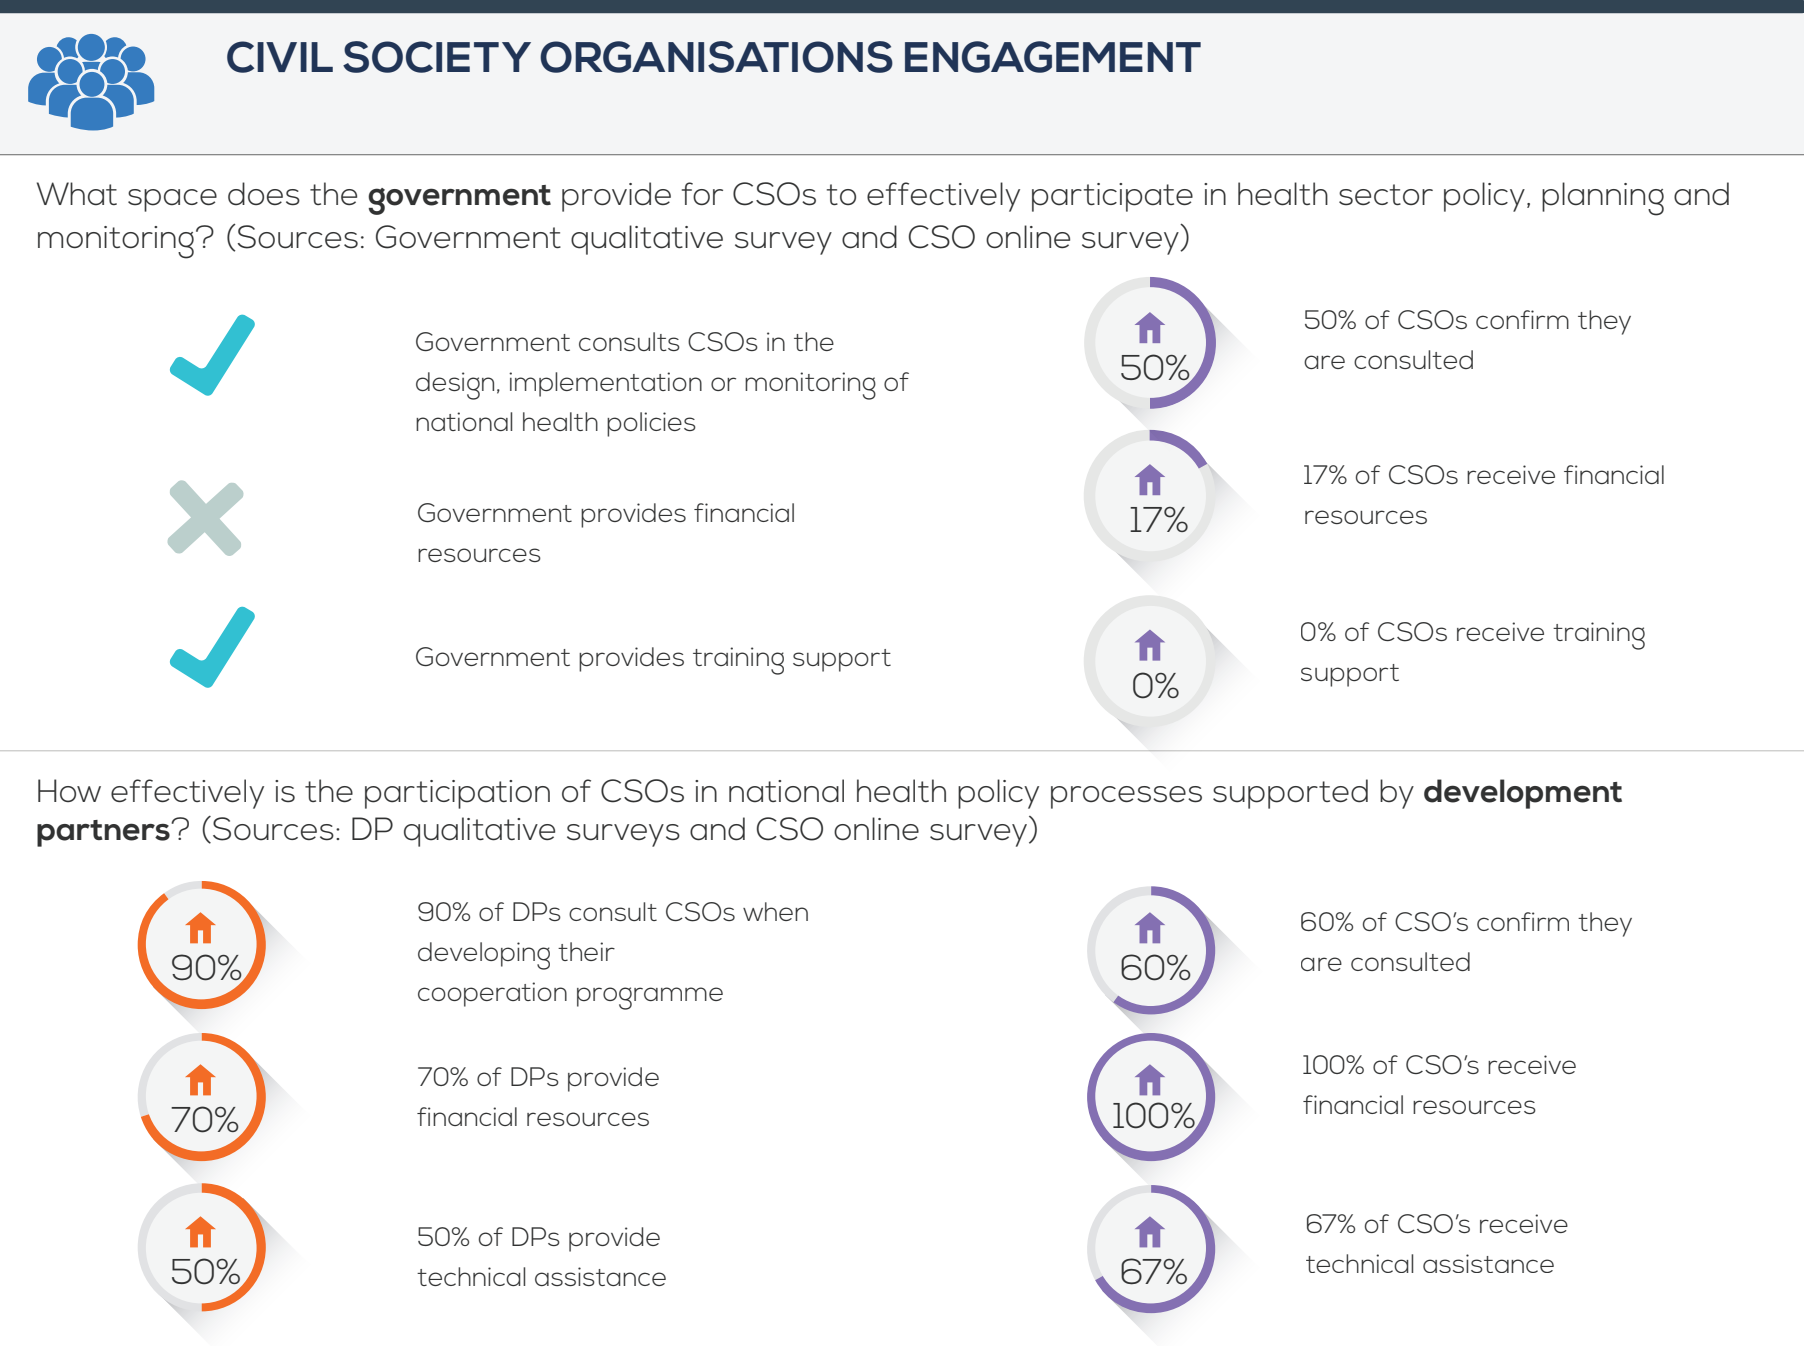 CIVIL SOCIETY ORGANISATIONS ENGAGEMENT
What space does the government provide for CSOs to effectively participate in health sector policy, planning and
monitoring? (Sources: Government qualitative survey and CSO online survey)
Government consults CSOs in the
design, implementation or monitoring of
national health policies
50%
50% of CSOs confirm they
are consulted
Government provides financial
resources
17%
17% of CSOs receive financial
resources
Government provides training support
0%
0% of CSOs receive training
support
How effectively is the participation of CSOs in national health policy processes supported by development
partners? (Sources: DP qualitative surveys and CSO online survey)
90%
90% of DPs consult CSOs when
developing their
cooperation programme
60%
60% of CSO's confirm they
are consulted
70%
70% of DPs provide
financial resources
100%
100% of CSO's receive
financial resources
50%
50% of DPs provide
technical assistance
67%
67% of CSO's receive
technical assistance